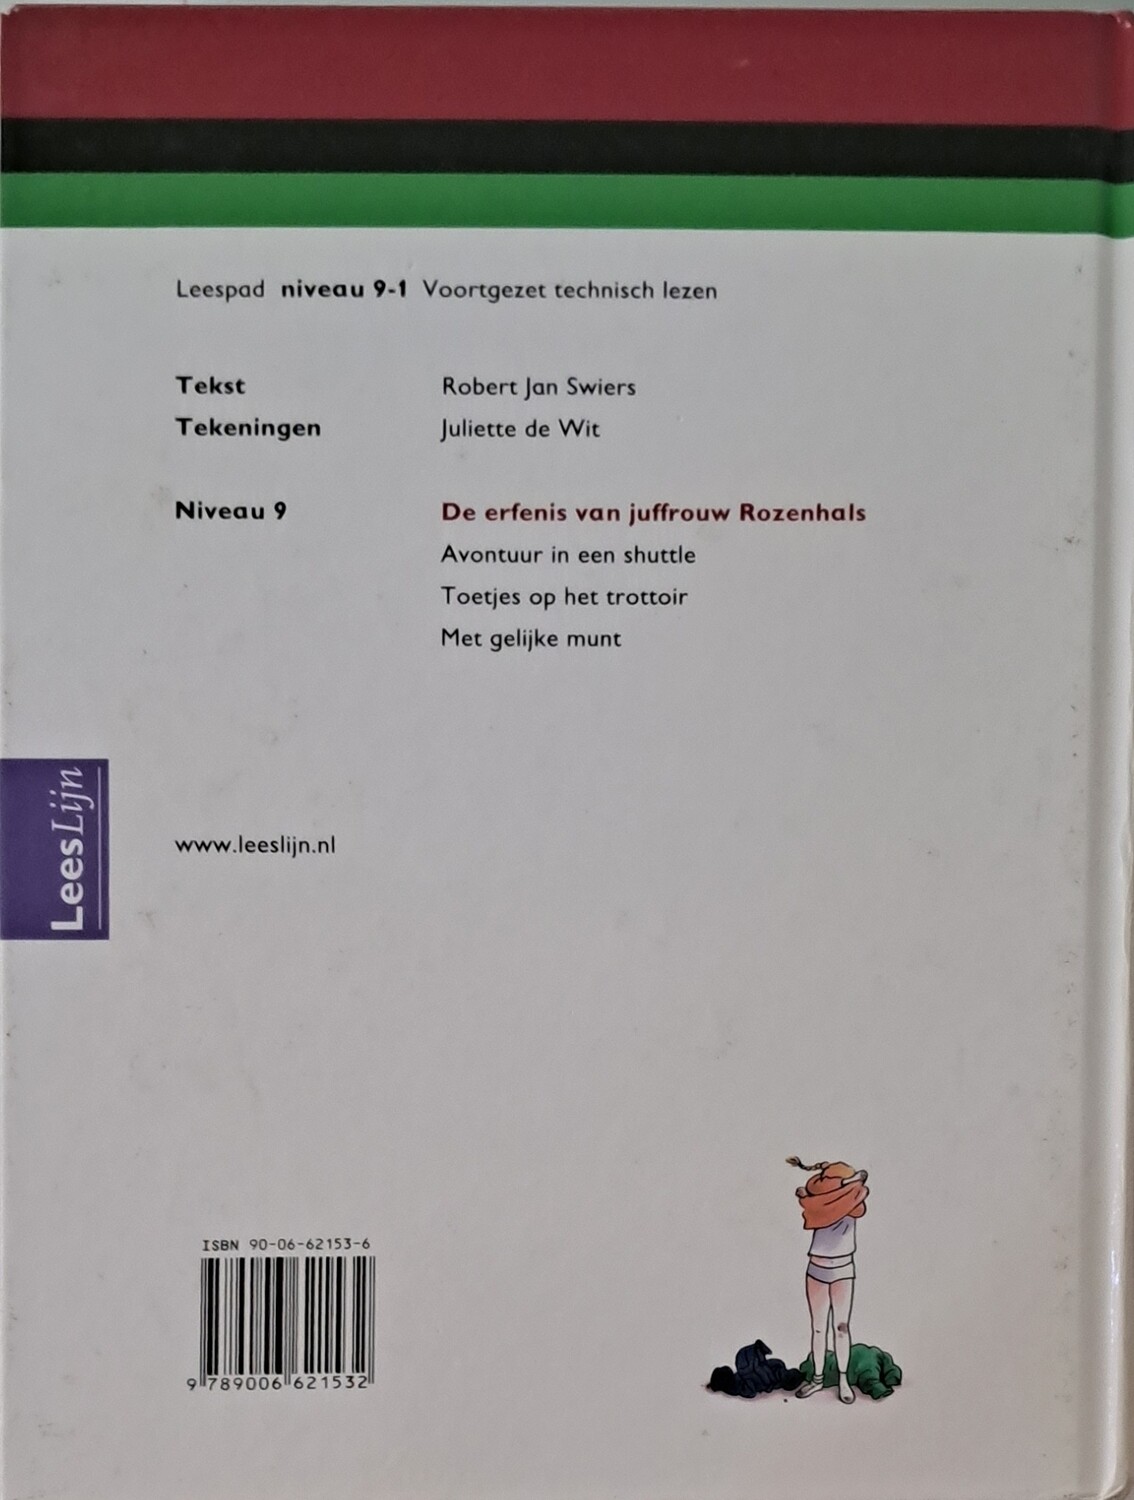 Leespad niveau 9-1 Voortgezet technisch lezen
Tekst Robert Jan Swiers
Tekeningen Juliette de Wit
Niveau 9 De erfenis van juffrouw Rozenhals
Avontuur in een shuttle
Toetjes op het trottoir
Met gelijke munt
LeesLijn
www.leeslijn.nl
ISBN 90-06-62153-6
9 789006 621532